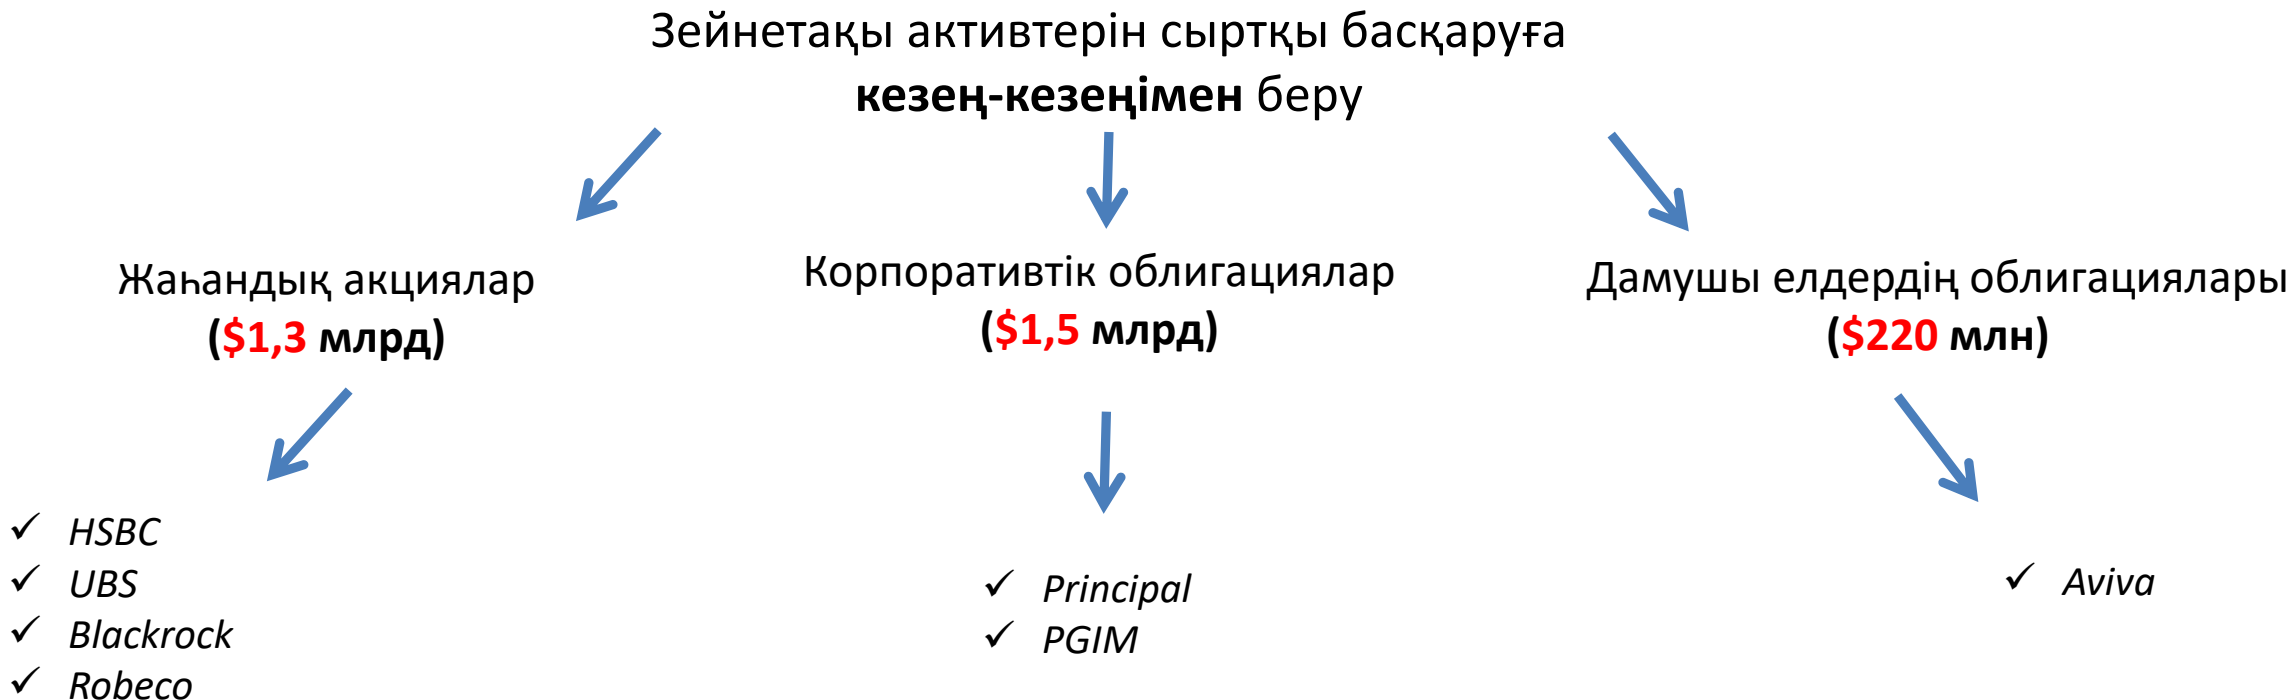 Зейнетақы активтерін сыртқы басқаруға
кезең-кезеңімен беру
Жаһандық акциялар
($1,3 млрд)
Корпоративтік облигациялар
($1,5 млрд)
Дамушы елдердің облигациялары
($220 млн)
✓ HSBC
✓ UBS
✓ Blackrock
✓ Robeco
✓ Principal
✓ PGIM
✓ Aviva